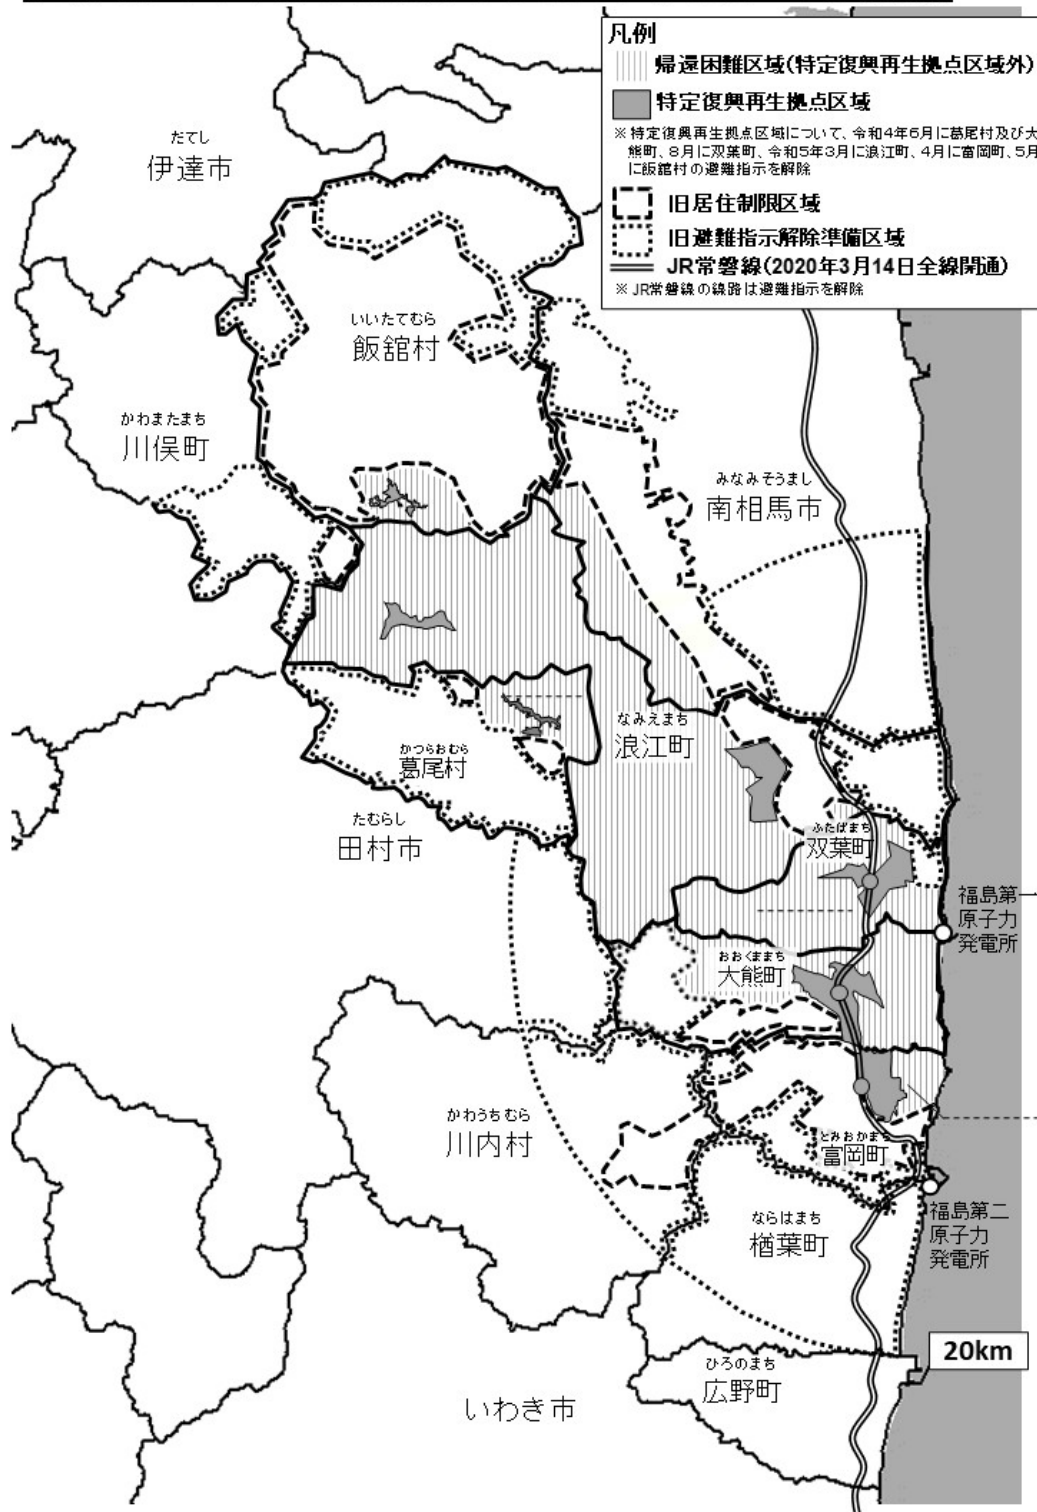 凡例
帰還困難区域(特定復興再生拠点区域外)
特定復興再生拠点区域
※特定復興再生拠点区域について、令和4年6月に葛尾村及び大
熊町、8月に双葉町、令和5年3月に浪江町、4月に富岡町、5月
に飯舘村の避難指示を解除
旧居住制限区域
旧避難指示解除準備区域
JR常磐線(2020年3月14日全線開通)
※JR常磐線の線路は避難指示を解除
だてし
伊達市
いいたてむら
飯舘村
かわまたまち
川俣町
みなみそうまし
南相馬市
なみえまち
浪江町
かつらおむら
葛尾村
たむらし
田村市
ふたばまち
双葉町
福島第一
原子力
発電所
おおくままち
大熊町
かわうちむら
川内村
とみおかまち
富岡町
福島第二
原子力
発電所
ならはまち
楢葉町
20km
ひろのまち
広野町
いわき市